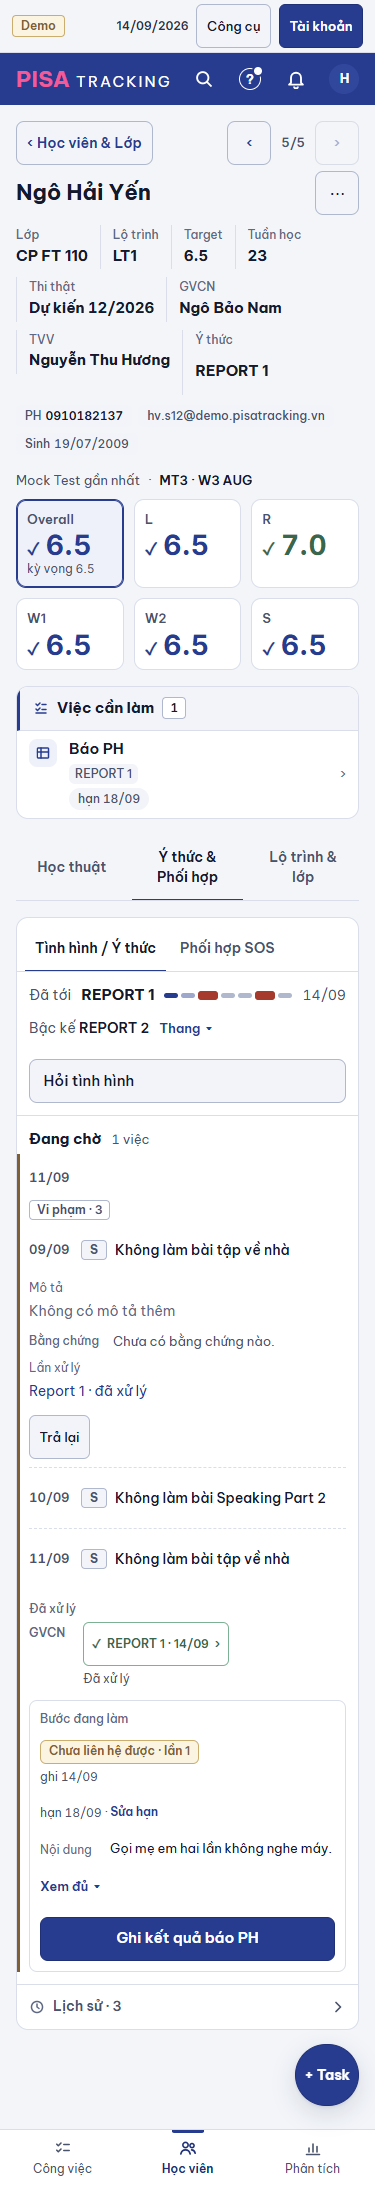 Demo 14/09/2026 Công cụ Tài khoản
PISA TRACKING ? H
‹ Học viên & Lớp ‹ 5/5 ›
Ngô Hải Yến ...
Lớp Lộ trình Target Tuần học
CP FT 110 LT1 6.5 23
Thi thật GVCN
Dự kiến 12/2026 Ngô Bảo Nam
TVV Ý thức
Nguyễn Thu Hương REPORT 1
PH 0910182137 hv.s12@demo.pisatracking.vn
Sinh 19/07/2009
Mock Test gần nhất · MT3 · W3 AUG
Overall L R
✓ 6.5 ✓ 6.5 ✓ 7.0
kỳ vọng 6.5
W1 W2 S
✓ 6.5 ✓ 6.5 ✓ 6.5
Việc cần làm 1
Báo PH
REPORT 1 ›
hạn 18/09
Học thuật Ý thức & Phối hợp Lộ trình & lớp
Tình hình / Ý thức Phối hợp SOS
Đã tới REPORT 1 14/09
Bậc kế REPORT 2 Thang
Hỏi tình hình
Đang chờ 1 việc
11/09
Vi phạm · 3
09/09 S Không làm bài tập về nhà
Mô tả
Không có mô tả thêm
Bằng chứng Chưa có bằng chứng nào.
Lần xử lý
Report 1 · đã xử lý
Trả lại
10/09 S Không làm bài Speaking Part 2
11/09 S Không làm bài tập về nhà
Đã xử lý
GVCN ✓ REPORT 1 · 14/09 ›
Đã xử lý
Bước đang làm
Chưa liên hệ được · lần 1
ghi 14/09
hạn 18/09 · Sửa hạn
Nội dung Gọi mẹ em hai lần không nghe máy.
Xem đủ
Ghi kết quả báo PH
Lịch sử · 3
+ Task
Công việc Học viên Phân tích